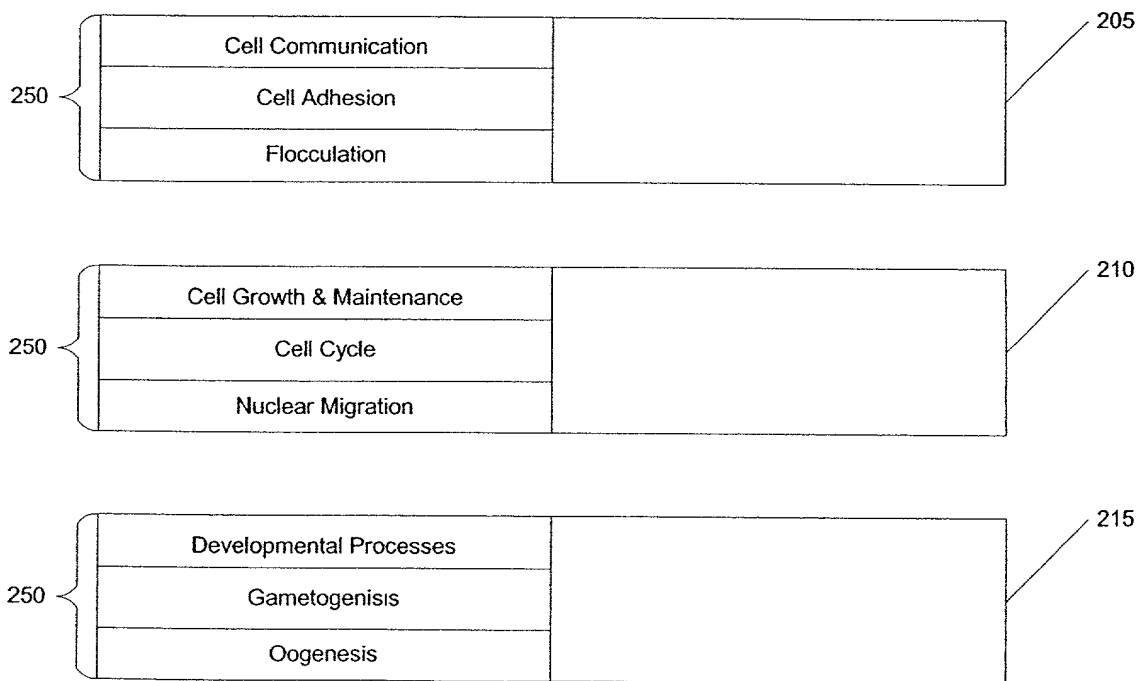 Cell Communication
205
250
Cell Adhesion
Flocculation
Cell Growth & Maintenance
210
250
Cell Cycle
Nuclear Migration
Developmental Processes
215
250
Gametogenisis
Oogenesis